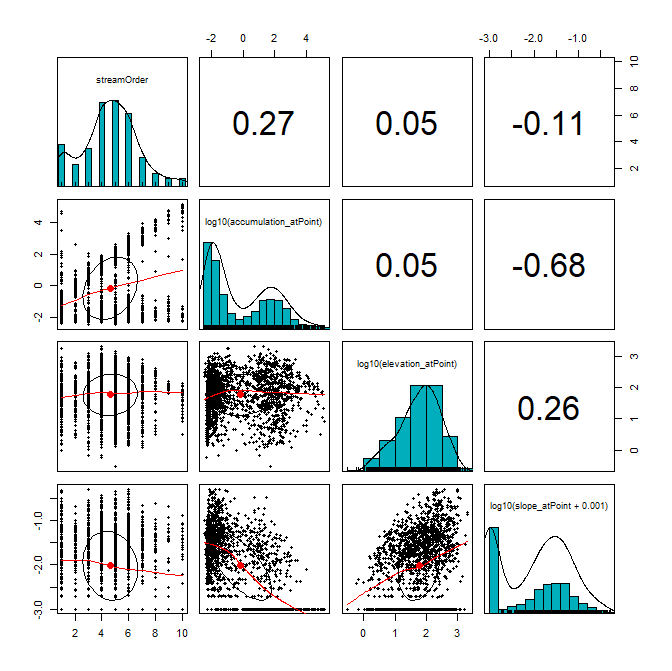 -2 0 2 4
-3.0 -2.0 -1.0
streamOrder
0.27
0.05
-0.11
2 4 6 8 10
-2 0 2 4
log10(accumulation_atPoint)
0.05
-0.68
log10(elevation_atPoint)
0.26
0 1 2 3
-3.0 -2.0 -1.0
log10(slope_atPoint + 0.001)
2 4 6 8 10
0 1 2 3